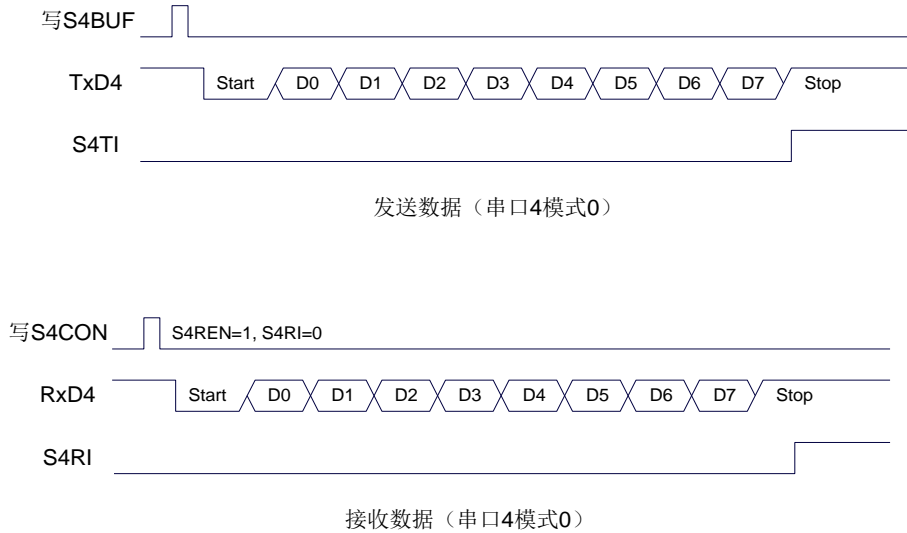 写S4BUF
TxD4 Start D0 D1 D2 D3 D4 D5 D6 D7 Stop
S4TI
发送数据（串口4模式0）
写S4CON S4REN=1, S4RI=0
RxD4 Start D0 D1 D2 D3 D4 D5 D6 D7 Stop
S4RI
接收数据（串口4模式0）